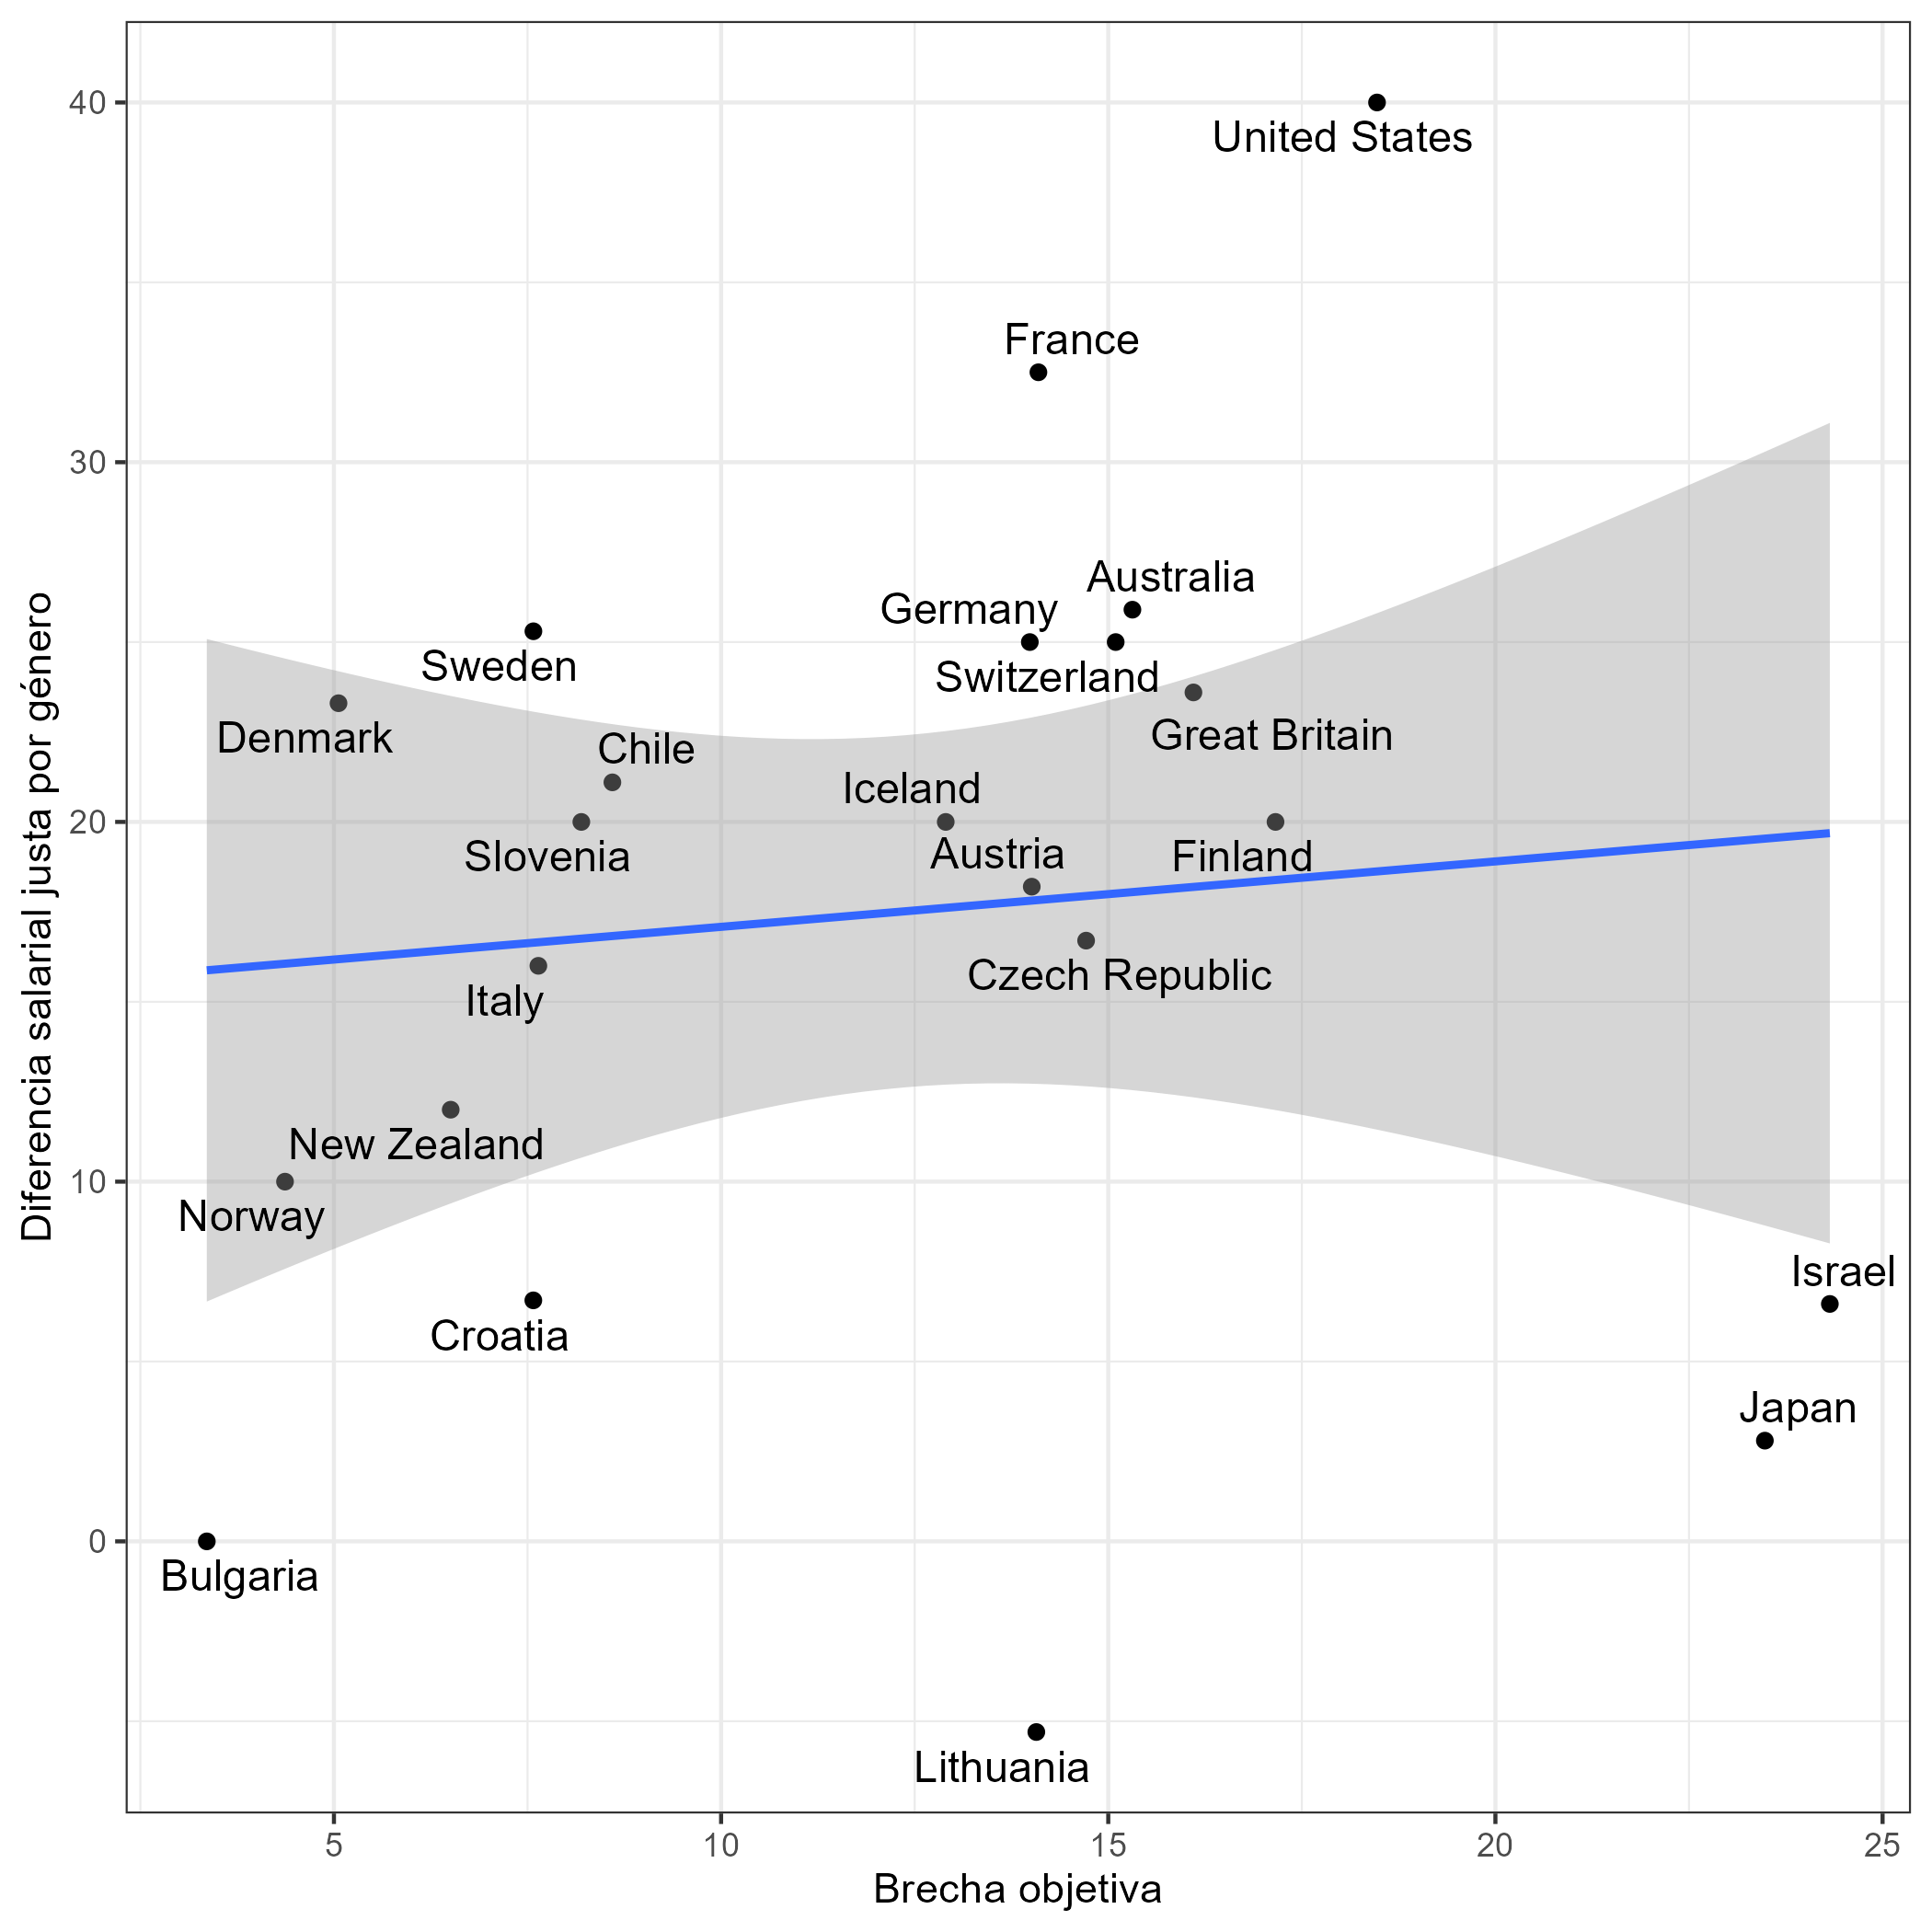 40
United States
France
30
Australia
Germany
Sweden
Switzerland
Denmark
Great Britain
Chile
Iceland
20
Austria
Slovenia
Finland
Czech Republic
Italy
New Zealand
10
Norway
Israel
Croatia
Japan
0
Bulgaria
Lithuania
Diferencia salarial justa por género
5
10
15
20
25
Brecha objetiva